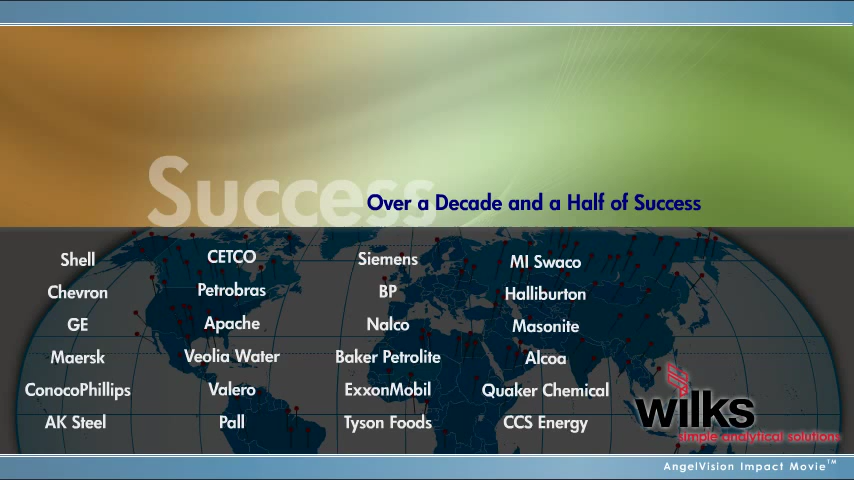 Success
Over a Decade and a Half of Success
Shell
CETCO
Siemens
MI Swaco
Chevron
Petrobras
BP
Halliburton
GE
Apache
Nalco
Masonite
Maersk
Veolia Water
Baker Petrolite
Alcoa
ConocoPhillips
Valero
ExxonMobil
Quaker Chemical
AK Steel
Pall
Tyson Foods
CCS Energy
wilks
simple analytical solutions
AngelVision Impact Movie™